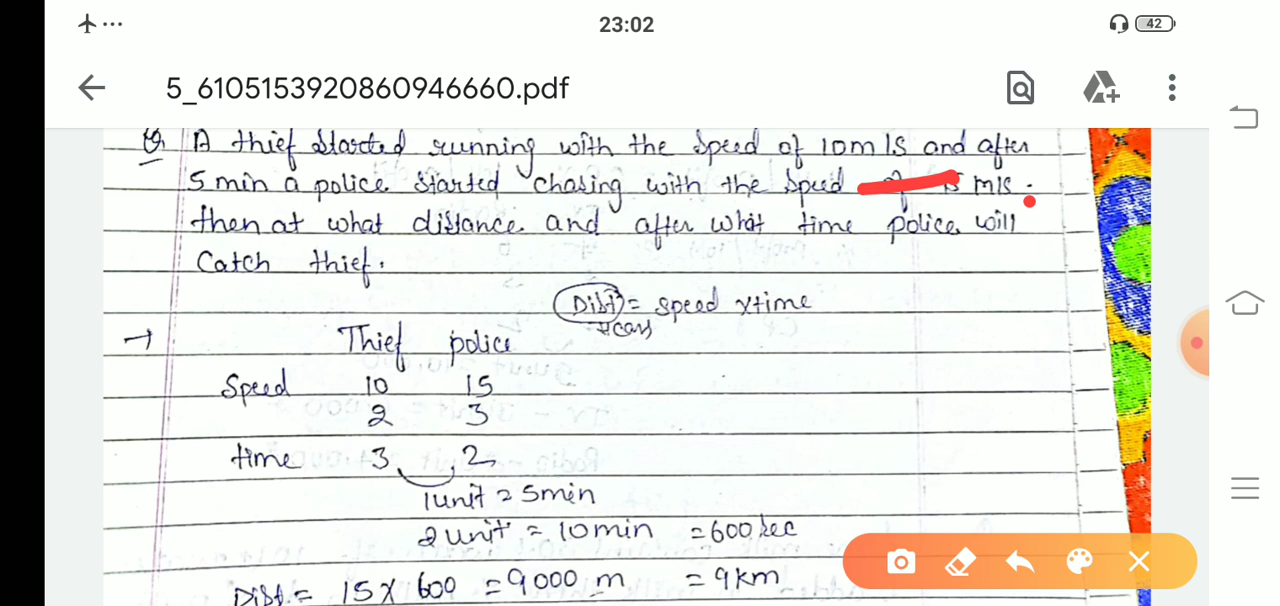 23:02
42
5_6105153920860946660.pdf
Q. A thief started running with the speed of 10m/s and after
5 min a police started chasing with the speed of 15 m/s.
then at what distance and after what time police will
Catch thief.
Dist = speed x time
Thief police
Speed 10 15
2 3
time 3 2
1 unit = 5min
2 unit = 10 min = 600 sec
Dist = 15 x 600 = 9000 m = 9 km